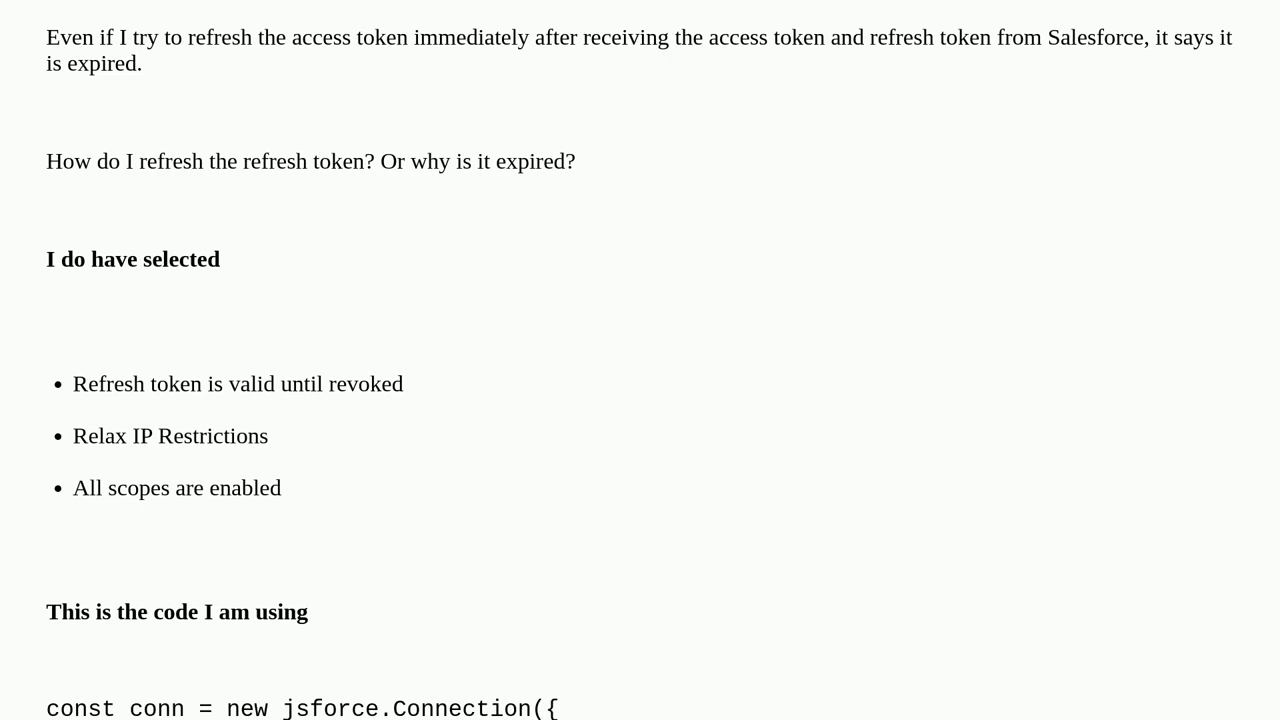 Even if I try to refresh the access token immediately after receiving the access token and refresh token from Salesforce, it says it
is expired.
How do I refresh the refresh token? Or why is it expired?
I do have selected
• Refresh token is valid until revoked
• Relax IP Restrictions
• All scopes are enabled
This is the code I am using
const conn = new jsforce.Connection({